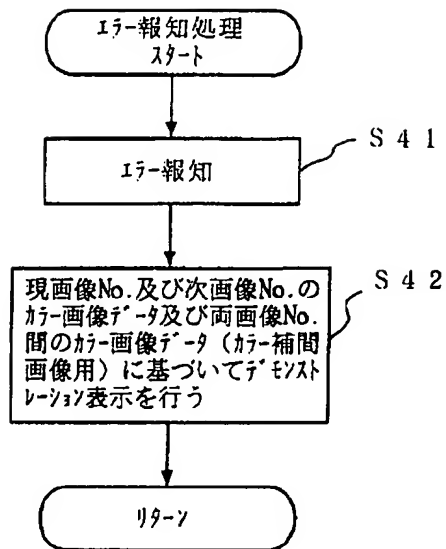 ｴﾗｰ報知処理
ｽﾀｰﾄ
S41
ｴﾗｰ報知
S42
現画像No.及び次画像No.の
ｶﾗｰ画像ﾃﾞｰﾀ及び両画像No.
間のｶﾗｰ画像ﾃﾞｰﾀ（ｶﾗｰ補間
画像用）に基づいてﾃﾞﾓﾝｽﾄ
ﾚｰｼｮﾝ表示を行う
ﾘﾀｰﾝ